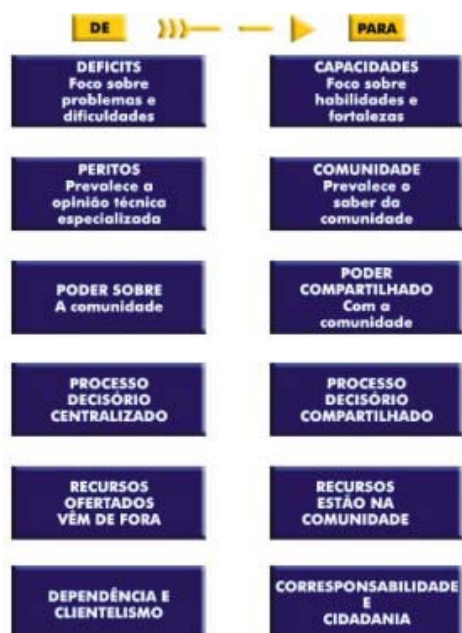 DE
PARA
DEFICITS
Foco sobre
problemas e
dificuldades
CAPACIDADES
Foco sobre
habilidades e
fortalezas
PERITOS
Prevalece a
opinião técnica
especializada
COMUNIDADE
Prevalece o
saber da
comunidade
PODER SOBRE
A comunidade
PODER
COMPARTILHADO
Com a
comunidade
PROCESSO
DECISÓRIO
CENTRALIZADO
PROCESSO
DECISÓRIO
COMPARTILHADO
RECURSOS
OFERTADOS
VÊM DE FORA
RECURSOS
ESTÃO NA
COMUNIDADE
DEPENDÊNCIA E
CLIENTELISMO
CORRESPONSABILIDADE
E
CIDADANIA